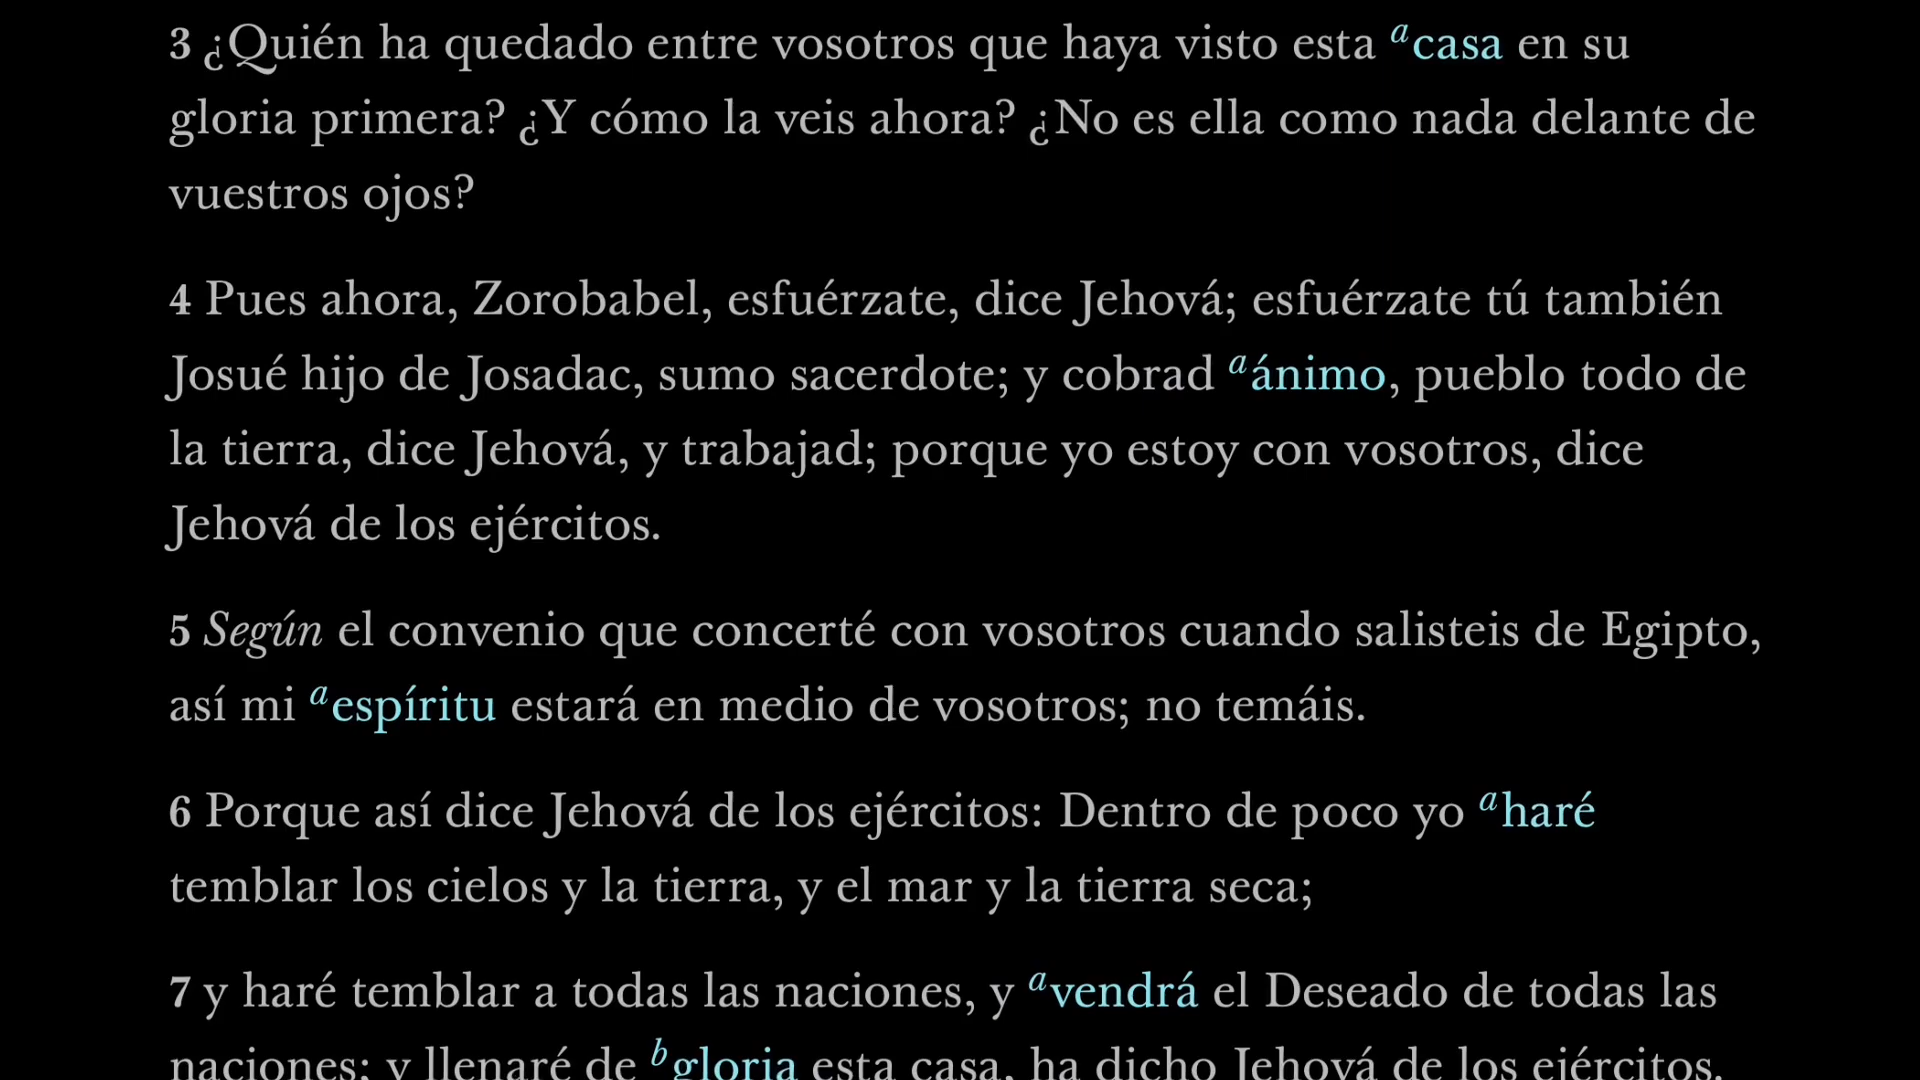 3 ¿Quién ha quedado entre vosotros que haya visto esta a casa en su
gloria primera? ¿Y cómo la veis ahora? ¿No es ella como nada delante de
vuestros ojos?
4 Pues ahora, Zorobabel, esfuérzate, dice Jehová; esfuérzate tú también
Josué hijo de Josadac, sumo sacerdote; y cobrad a ánimo, pueblo todo de
la tierra, dice Jehová, y trabajad; porque yo estoy con vosotros, dice
Jehová de los ejércitos.
5 Según el convenio que concerté con vosotros cuando salisteis de Egipto,
así mi a espíritu estará en medio de vosotros; no temáis.
6 Porque así dice Jehová de los ejércitos: Dentro de poco yo a haré
temblar los cielos y la tierra, y el mar y la tierra seca;
7 y haré temblar a todas las naciones, y a vendrá el Deseado de todas las
naciones; y llenaré de b gloria esta casa, ha dicho Jehová de los ejércitos.